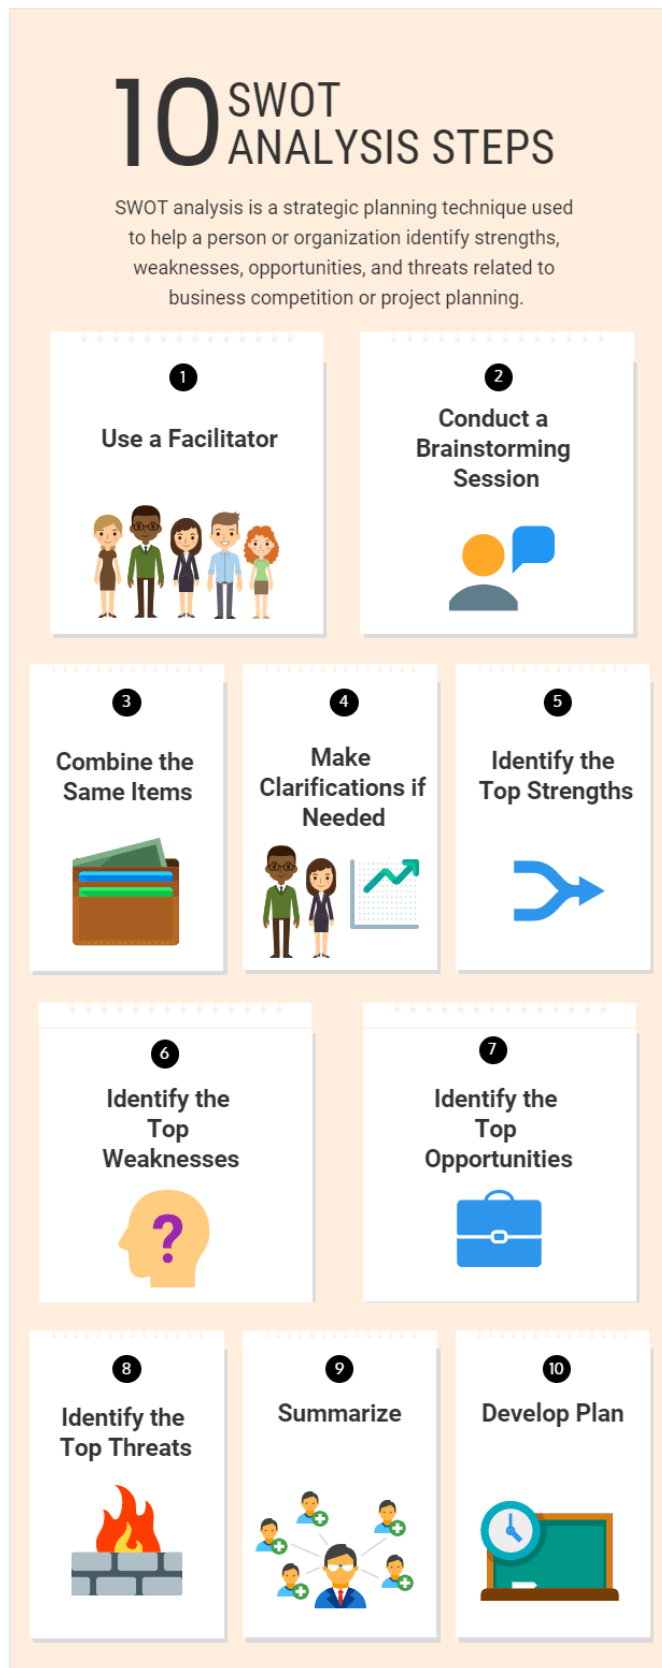 10 SWOT
ANALYSIS STEPS
SWOT analysis is a strategic planning technique used
to help a person or organization identify strengths,
weaknesses, opportunities, and threats related to
business competition or project planning.
1
Use a Facilitator
2
Conduct a
Brainstorming
Session
3
Combine the
Same Items
4
Make
Clarifications if
Needed
5
Identify the
Top Strengths
6
Identify the
Top
Weaknesses
?
7
Identify the
Top
Opportunities
8
Identify the
Top Threats
9
Summarize
10
Develop Plan